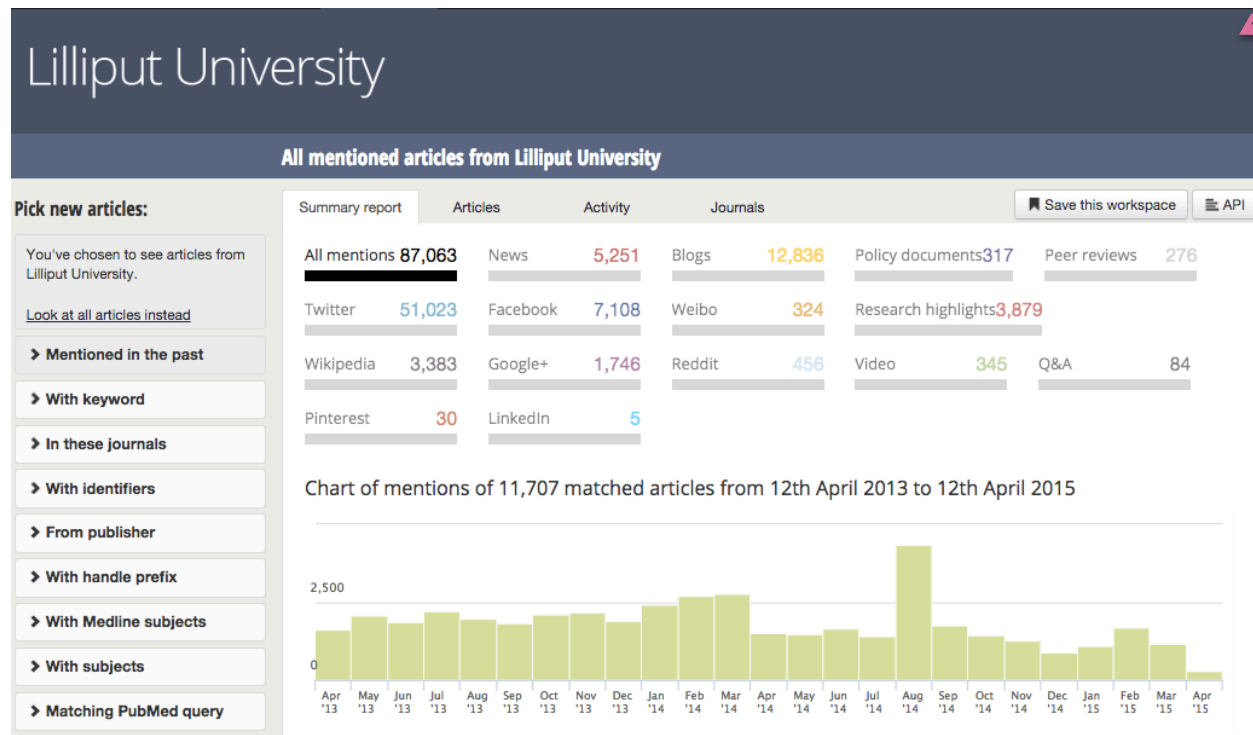 Lilliput University
All mentioned articles from Lilliput University
Pick new articles:
You've chosen to see articles from
Lilliput University.
Look at all articles instead
Mentioned in the past
With keyword
In these journals
With identifiers
From publisher
With handle prefix
With Medline subjects
With subjects
Matching PubMed query
Summary report Articles Activity Journals Save this workspace API
All mentions 87,063 News 5,251 Blogs 12,836 Policy documents317 Peer reviews 276
Twitter 51,023 Facebook 7,108 Weibo 324 Research highlights3,879
Wikipedia 3,383 Google+ 1,746 Reddit 456 Video 345 Q&A 84
Pinterest 30 LinkedIn 5
Chart of mentions of 11,707 matched articles from 12th April 2013 to 12th April 2015
2,500
0
Apr May Jun Jul Aug Sep Oct Nov Dec Jan Feb Mar Apr May Jun Jul Aug Sep Oct Nov Dec Jan Feb Mar Apr
'13 '13 '13 '13 '13 '13 '13 '13 '13 '14 '14 '14 '14 '14 '14 '14 '14 '14 '14 '14 '14 '15 '15 '15 '15